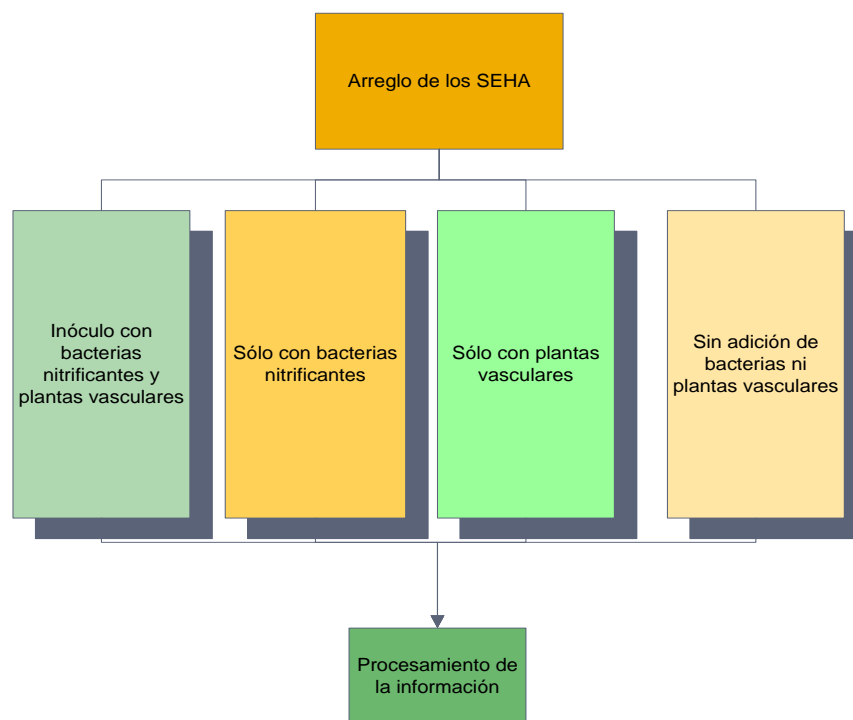 Arreglo de los SEHA
Inóculo con
bacterias
nitrificantes y
plantas vasculares
Sólo con bacterias
nitrificantes
Sólo con plantas
vasculares
Sin adición de
bacterias ni
plantas vasculares
Procesamiento de
la información